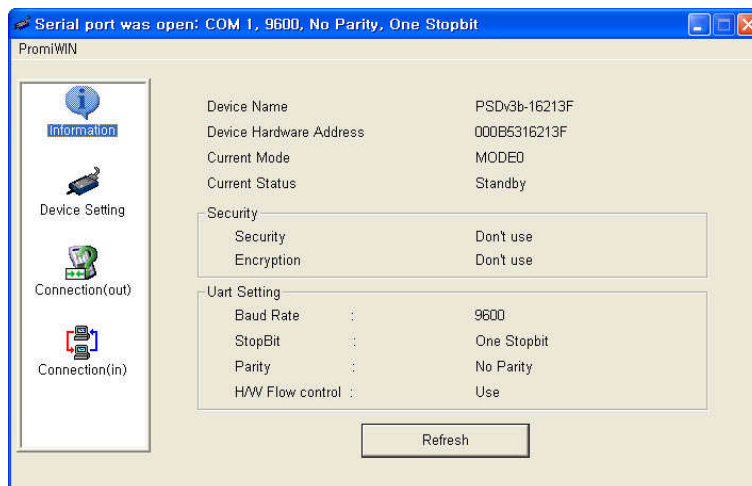 Serial port was open: COM 1, 9600, No Parity, One Stopbit
PromiWIN
Information
Device Setting
Connection(out)
Connection(in)
Device Name PSDv3b-16213F
Device Hardware Address 000B5316213F
Current Mode MODE0
Current Status Standby
Security
Security Don't use
Encryption Don't use
Uart Setting
Baud Rate : 9600
StopBit : One Stopbit
Parity : No Parity
H/W Flow control : Use
Refresh